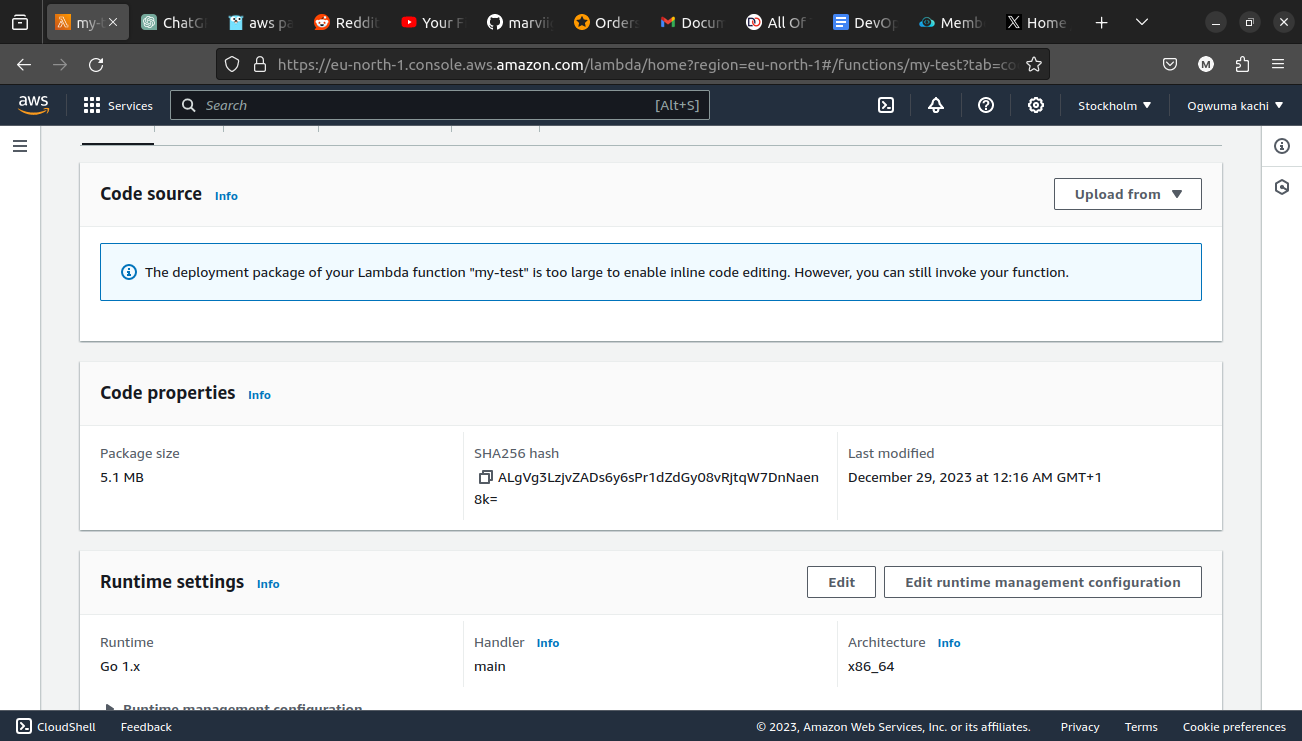 my-t
ChatG
aws pa
Reddit
Your F
marvii
Order
Docum
All Of
DevOp
Memb
Home
https://eu-north-1.console.aws.amazon.com/lambda/home?region=eu-north-1#/functions/my-test?tab=co
M
aws
Services
Search
[Alt+S]
Stockholm
Ogwuma kachi
Code source Info
Upload from
The deployment package of your Lambda function "my-test" is too large to enable inline code editing. However, you can still invoke your function.
Code properties Info
Package size
5.1 MB
SHA256 hash
ALgVg3LzjvZADs6y6sPr1dZdGy08vRjtqW7DnNaen
8k=
Last modified
December 29, 2023 at 12:16 AM GMT+1
Runtime settings Info
Edit
Edit runtime management configuration
Runtime
Go 1.x
Handler Info
main
Architecture Info
x86_64
Runtime management configuration
CloudShell
Feedback
© 2023, Amazon Web Services, Inc. or its affiliates.
Privacy
Terms
Cookie preferences